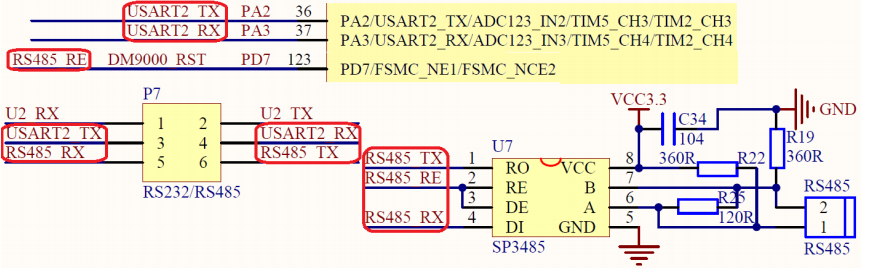 USART2_TX PA2 36 PA2/USART2_TX/ADC123_IN2/TIM5_CH3/TIM2_CH3
USART2_RX PA3 37 PA3/USART2_RX/ADC123_IN3/TIM5_CH4/TIM2_CH4
RS485_RE DM9000_RST PD7 123 PD7/FSMC_NE1/FSMC_NCE2
P7
U2_RX 1 2 U2_TX
USART2_TX 3 4 USART2_RX
RS485_RX 5 6 RS485_TX
RS232/RS485
VCC3.3
C34
104
GND
R19
360R
U7
360R R22
RS485_TX 1 RO VCC 8
RS485_RE 2 RE B 7
3 DE A 6
RS485_RX 4 DI GND 5
SP3485
R25
120R
RS485
2
1
RS485